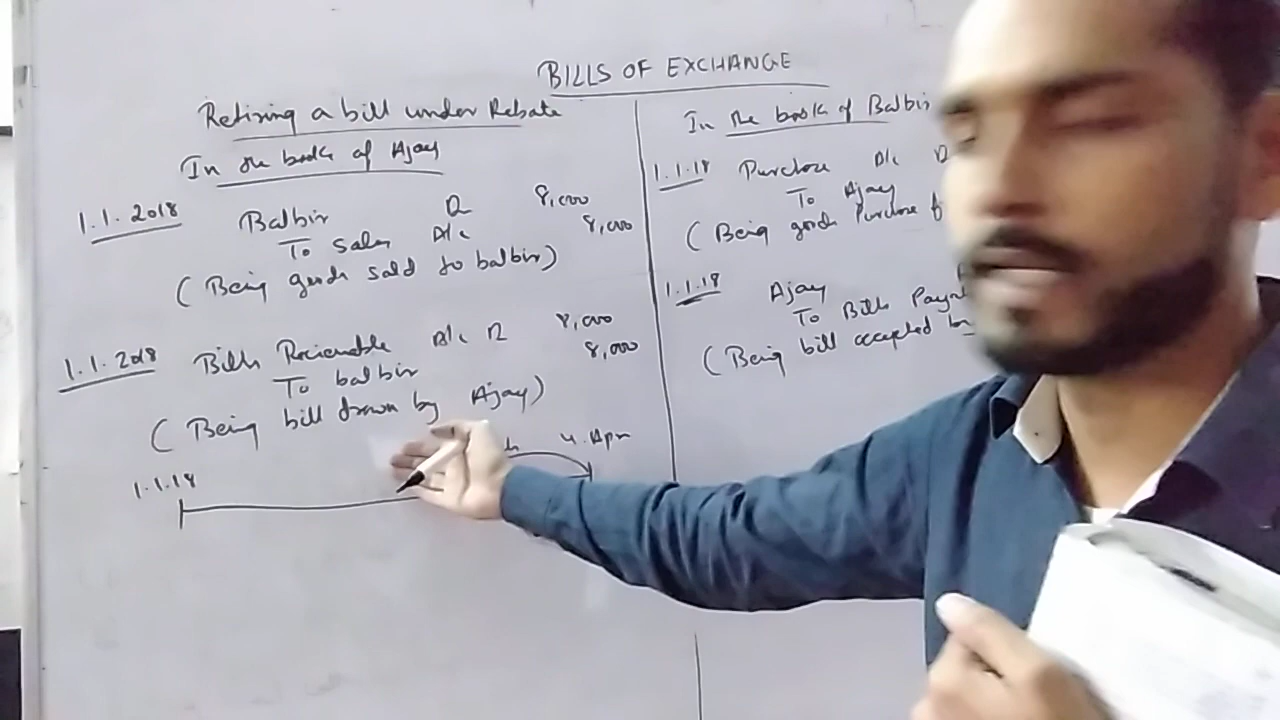 BILLS OF EXCHANGE
Retiring a bill under Rebate
In the books of Ajay
1.1.2018 Balbir Dr 8,000
To Sales A/c 8,000
(Being goods sold to balbir)
1.1.2018 Bills Recievable A/c Dr 8,000
To balbir 8,000
(Being bill drawn by Ajay)
1.1.18 4. Apr
In the book of Balbir
1.1.18 Purchase A/c
To Ajay
(Being goods Purchase
1.1.18 Ajay
To Bills
(Being bill accepted by